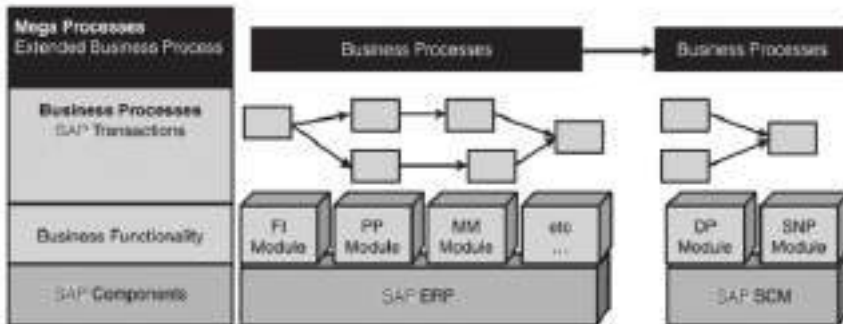 Mega Processes
Extended Business Process
Business Processes
Business Processes
Business Processes
SAP Transactions
Business Functionality
FI
Module
PP
Module
MM
Module
etc
...
DP
Module
SNP
Module
SAP Components
SAP ERP
SAP SCM